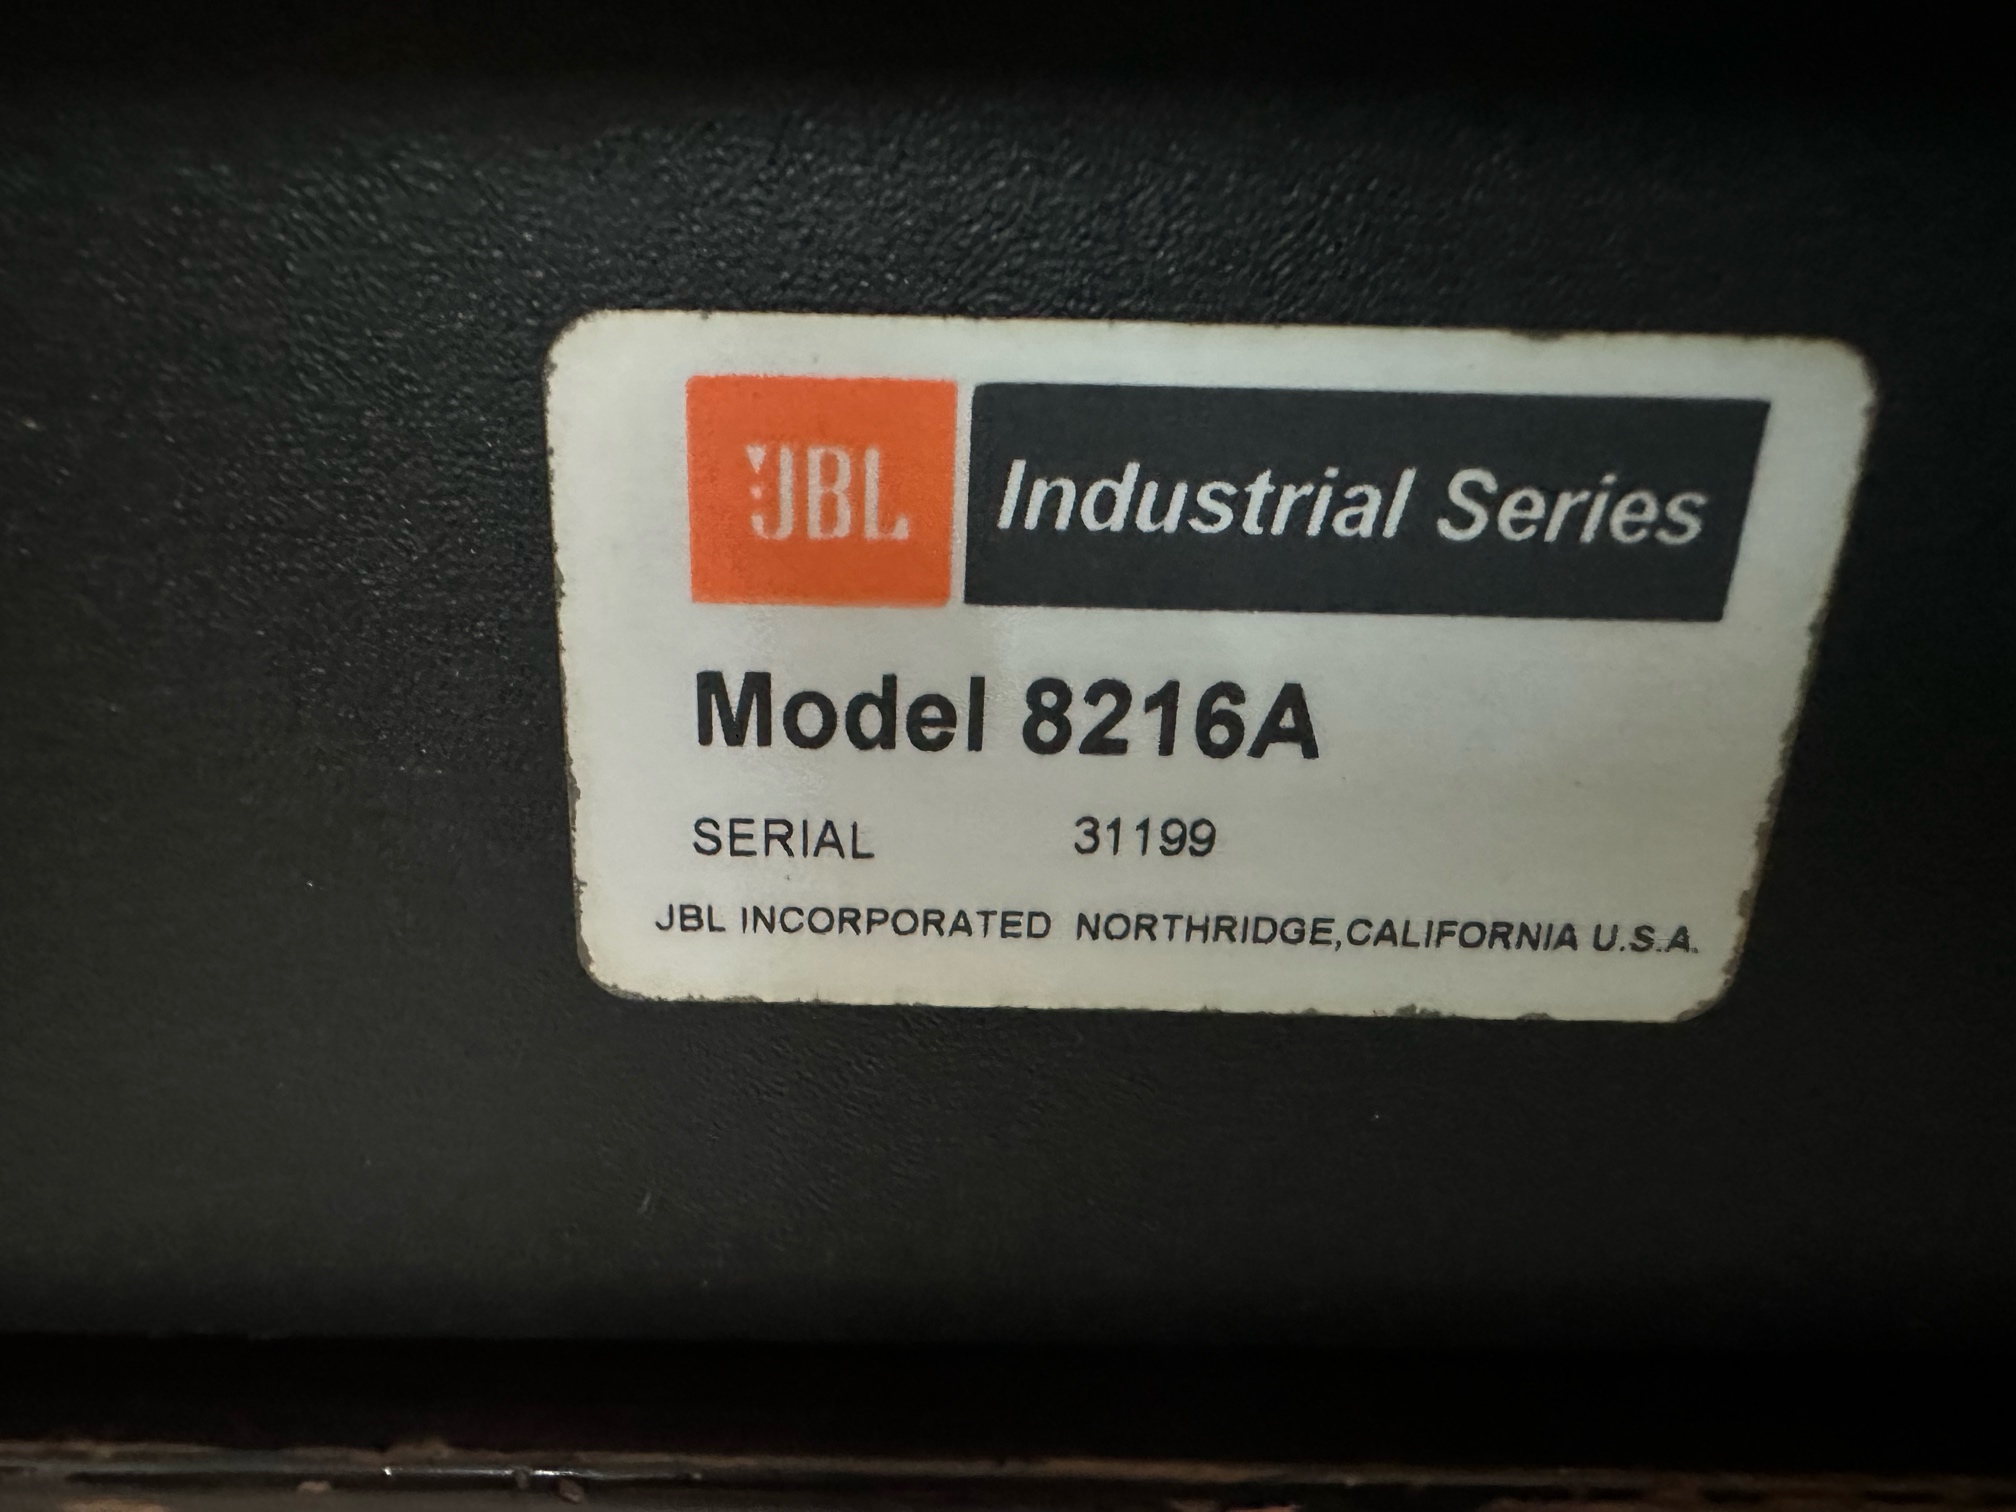 JBL Industrial Series
Model 8216A
SERIAL 31199
JBL INCORPORATED NORTHRIDGE,CALIFORNIA U.S.A.